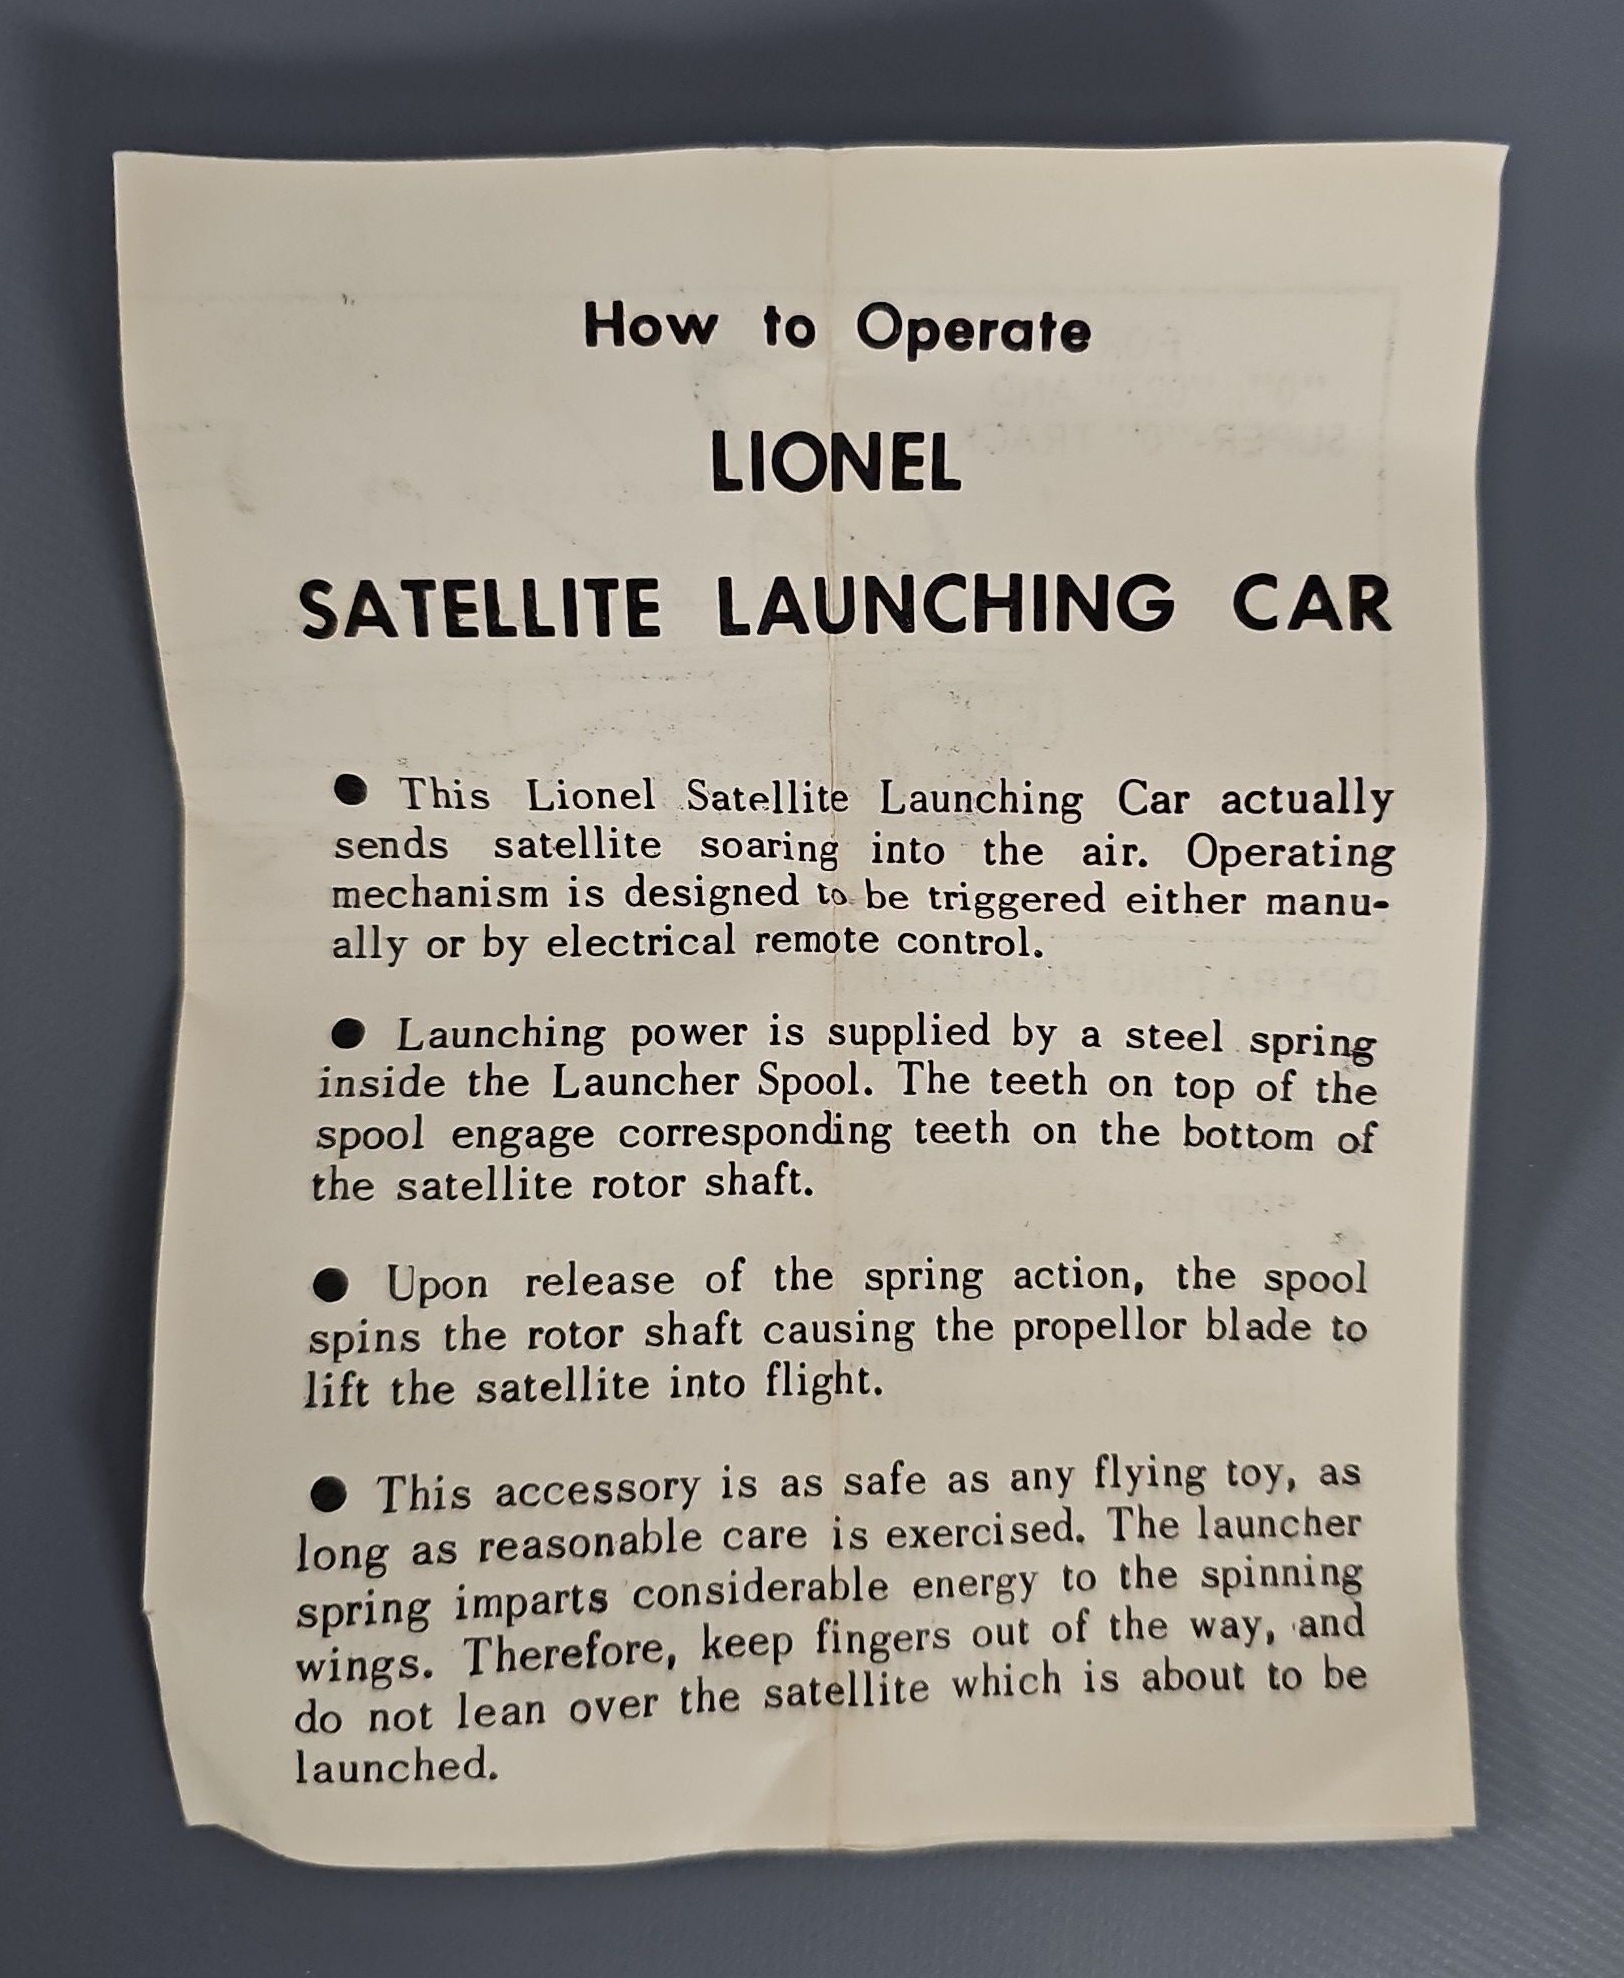 How to Operate
LIONEL
SATELLITE LAUNCHING CAR
● This Lionel Satellite Launching Car actually
sends satellite soaring into the air. Operating
mechanism is designed to be triggered either manu-
ally or by electrical remote control.
● Launching power is supplied by a steel spring
inside the Launcher Spool. The teeth on top of the
spool engage corresponding teeth on the bottom of
the satellite rotor shaft.
● Upon release of the spring action, the spool
spins the rotor shaft causing the propellor blade to
lift the satellite into flight.
● This accessory is as safe as any flying toy, as
long as reasonable care is exercised. The launcher
spring imparts considerable energy to the spinning
wings. Therefore, keep fingers out of the way, and
do not lean over the satellite which is about to be
launched.